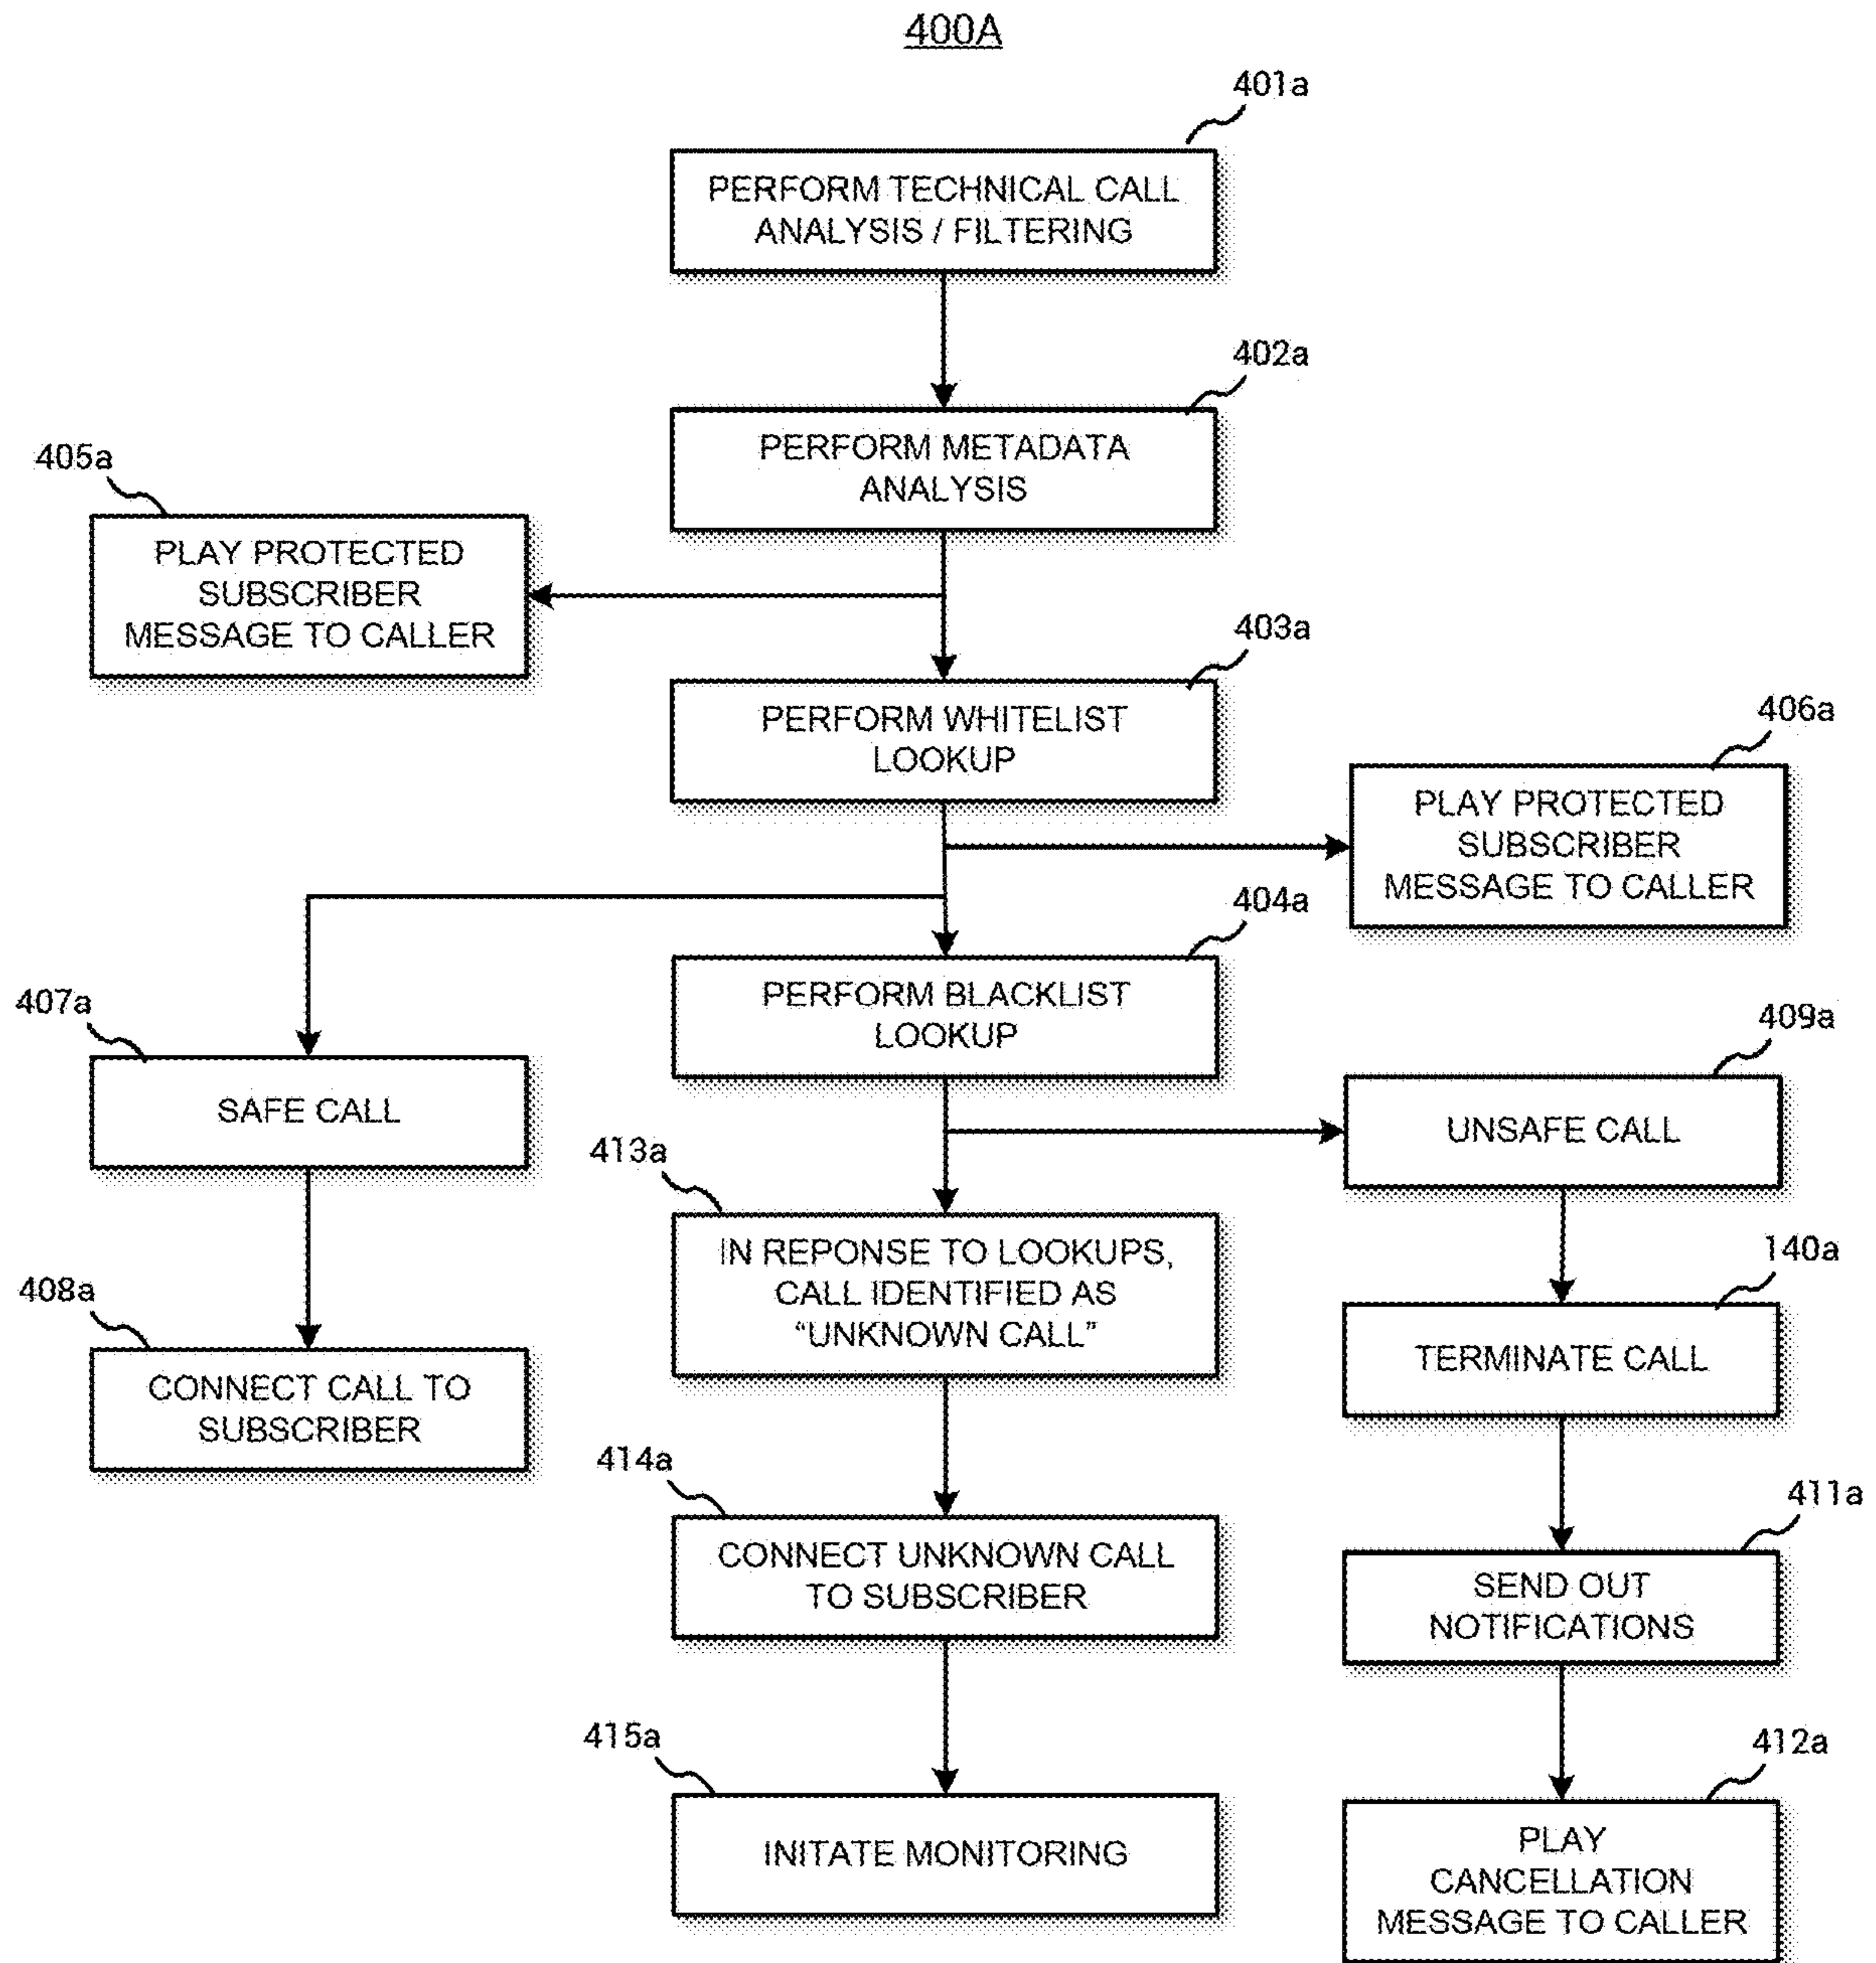 400A
401a
PERFORM TECHNICAL CALL
ANALYSIS / FILTERING
402a
PERFORM METADATA
ANALYSIS
405a
PLAY PROTECTED
SUBSCRIBER
MESSAGE TO CALLER
403a
PERFORM WHITELIST
LOOKUP
406a
PLAY PROTECTED
SUBSCRIBER
MESSAGE TO CALLER
404a
PERFORM BLACKLIST
LOOKUP
407a
SAFE CALL
409a
UNSAFE CALL
413a
IN REPONSE TO LOOKUPS,
CALL IDENTIFIED AS
“UNKNOWN CALL”
140a
TERMINATE CALL
408a
CONNECT CALL TO
SUBSCRIBER
414a
CONNECT UNKNOWN CALL
TO SUBSCRIBER
411a
SEND OUT
NOTIFICATIONS
415a
INITATE MONITORING
412a
PLAY
CANCELLATION
MESSAGE TO CALLER